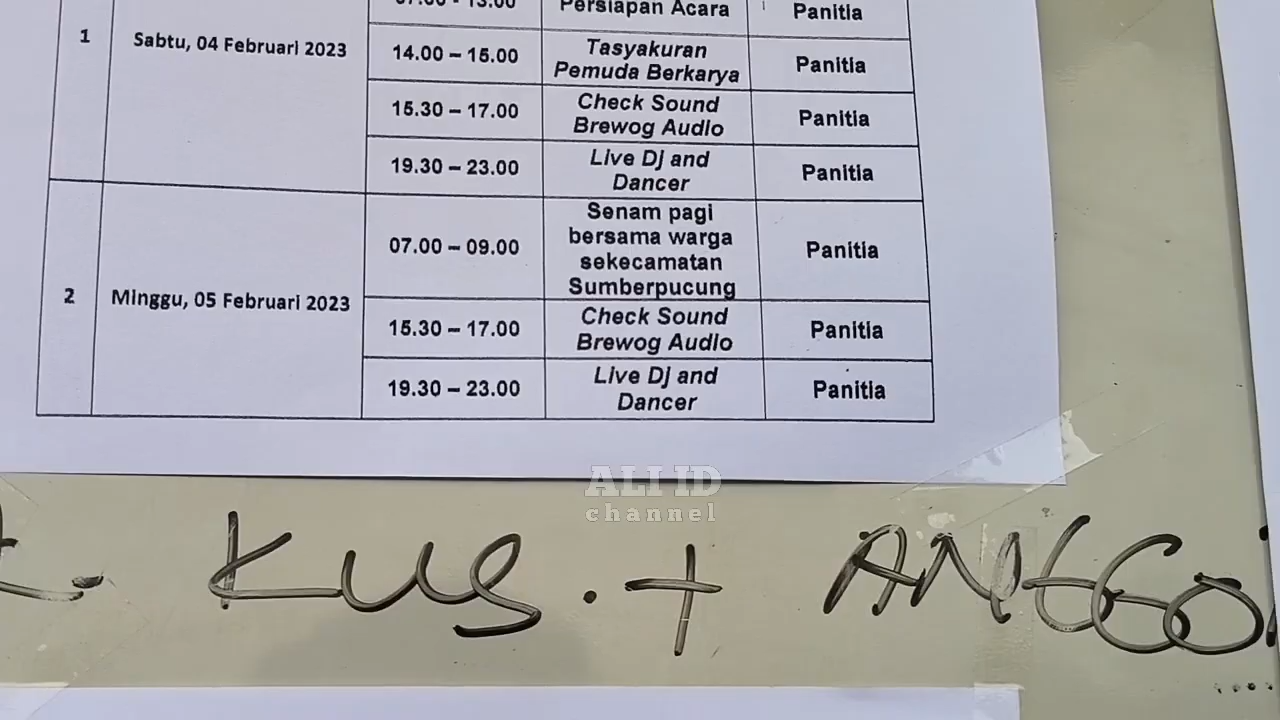 Persiapan Acara
Panitia
1
Sabtu, 04 Februari 2023
14.00 – 15.00
Tasyakuran
Pemuda Berkarya
Panitia
15.30 – 17.00
Check Sound
Brewog Audio
Panitia
19.30 – 23.00
Live Dj and
Dancer
Panitia
2
Minggu, 05 Februari 2023
07.00 – 09.00
Senam pagi
bersama warga
sekecamatan
Sumberpucung
Panitia
15.30 – 17.00
Check Sound
Brewog Audio
Panitia
19.30 – 23.00
Live Dj and
Dancer
Panitia
ALI ID
channel
KUS. +